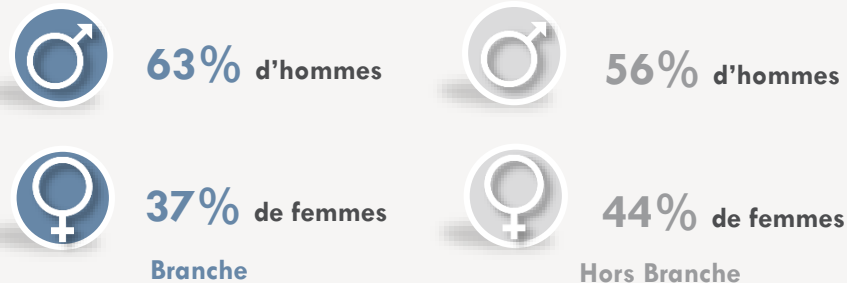 63% d’hommes
56% d’hommes
37% de femmes
44% de femmes
Branche
Hors Branche